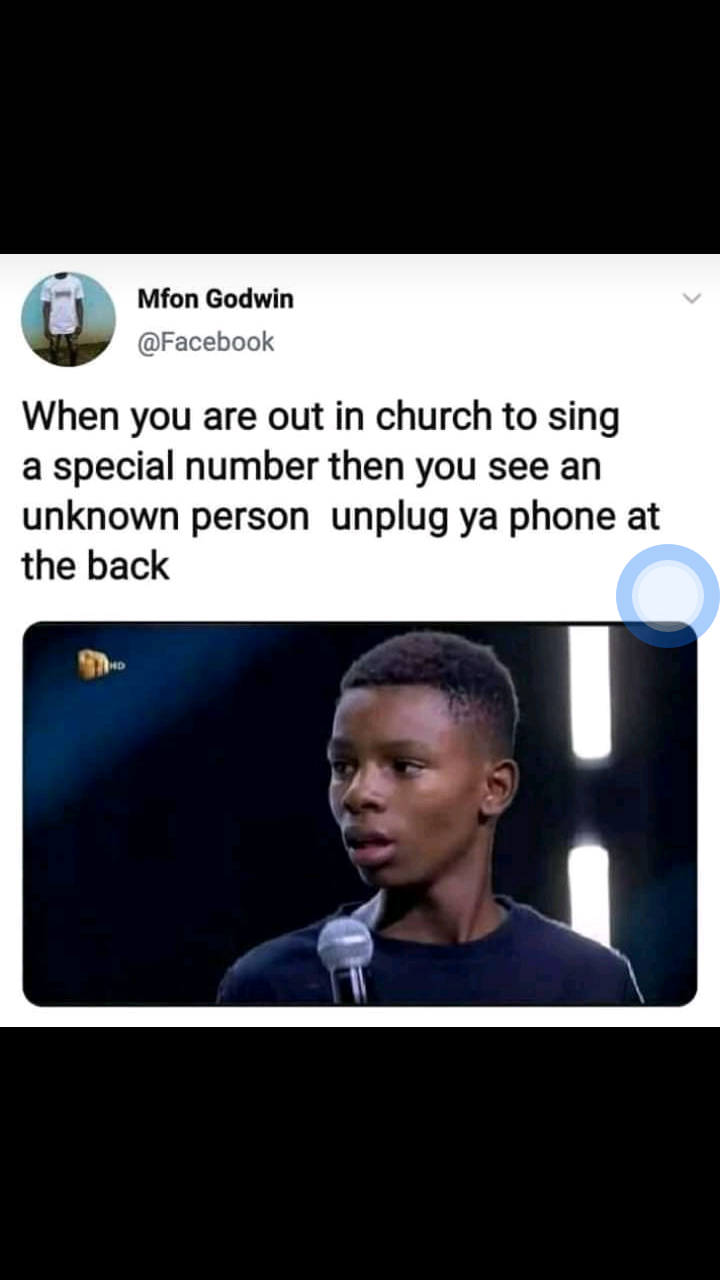 Mfon Godwin
@Facebook
When you are out in church to sing
a special number then you see an
unknown person  unplug ya phone at
the back
HD